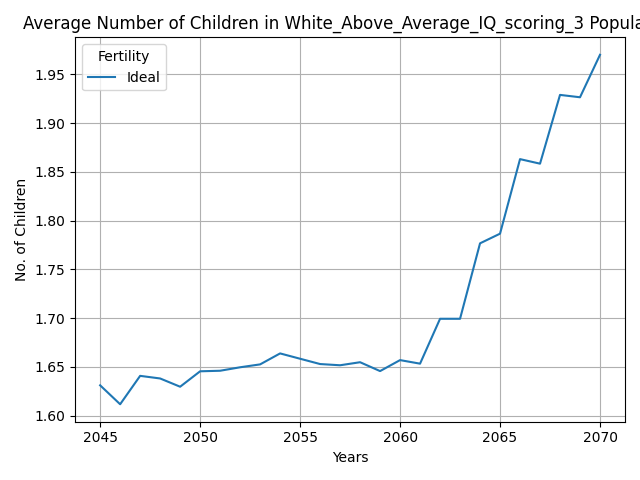 Average Number of Children in White_Above_Average_IQ_scoring_3 Popula
Fertility
Ideal
1.95
1.90
1.85
1.80
1.75
1.70
1.65
1.60
No. of Children
2045 2050 2055 2060 2065 2070
Years